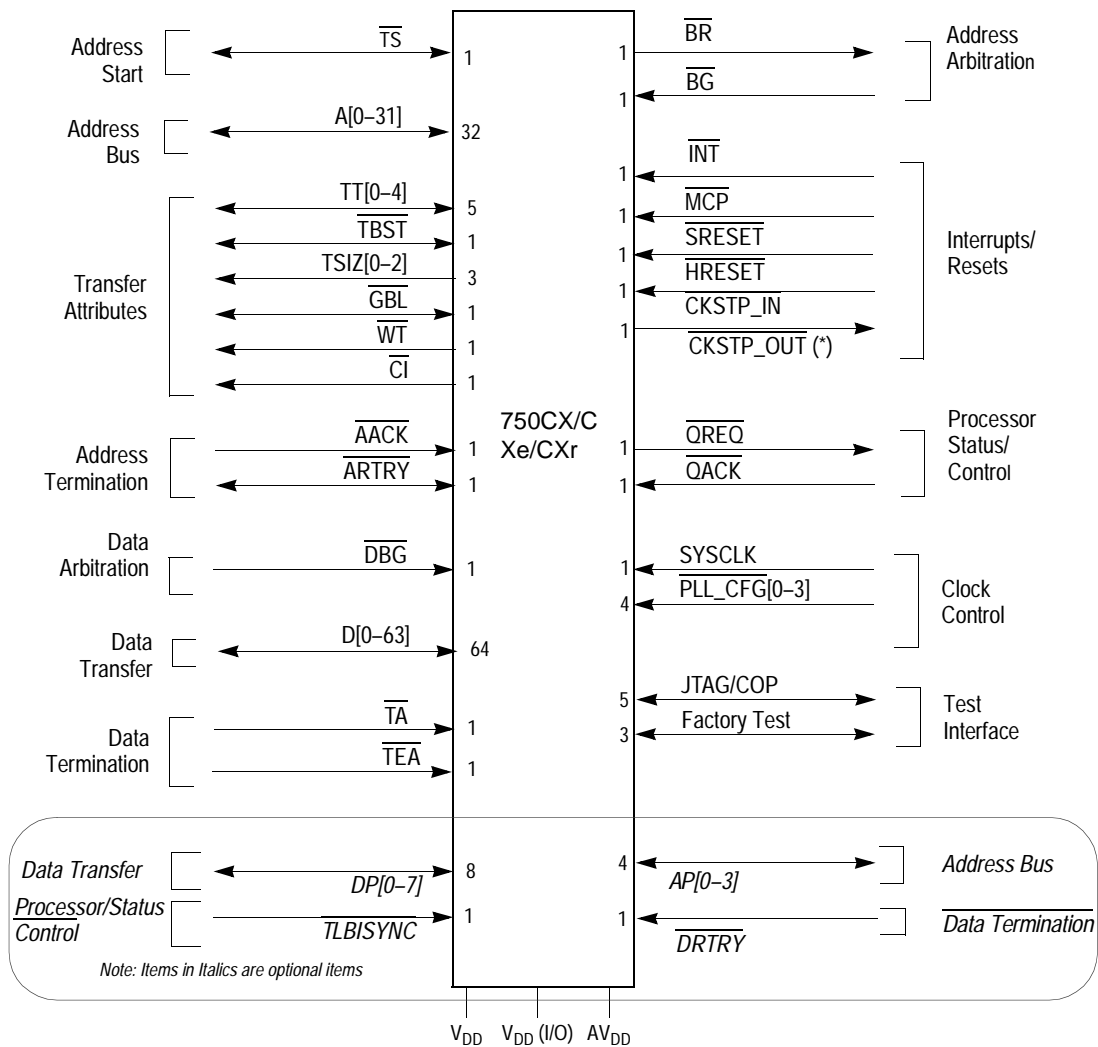 Address
Start
TS
1
Address
Bus
A[0–31]
32
Transfer
Attributes
TT[0–4]
5
TBST
1
TSIZ[0–2]
3
GBL
1
WT
1
CI
1
Address
Termination
AACK
1
ARTRY
1
Data
Arbitration
DBG
1
Data
Transfer
D[0–63]
64
Data
Termination
TA
1
TEA
1
750CX/C
Xe/CXr
1
BR
1
BG
Address
Arbitration
1
INT
1
MCP
1
SRESET
1
HRESET
CKSTP_IN
1
CKSTP_OUT (*)
Interrupts/
Resets
1
QREQ
1
QACK
Processor
Status/
Control
1
SYSCLK
4
PLL_CFG[0–3]
Clock
Control
5
JTAG/COP
3
Factory Test
Test
Interface
Data Transfer
DP[0–7]
8
Processor/Status
Control
TLBISYNC
1
4
AP[0–3]
Address Bus
1
DRTRY
Data Termination
Note: Items in Italics are optional items
VDD VDD (I/O) AVDD